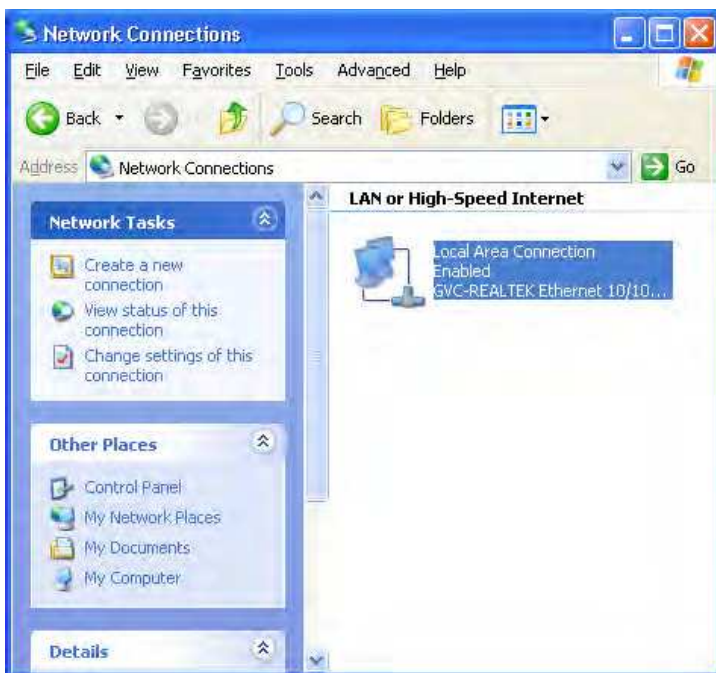 Network Connections
File Edit View Favorites Tools Advanced Help
Back Search Folders
Address Network Connections Go
Network Tasks
Create a new
connection
View status of this
connection
Change settings of this
connection
Other Places
Control Panel
My Network Places
My Documents
My Computer
Details
LAN or High-Speed Internet
Local Area Connection
Enabled
GVC-REALTEK Ethernet 10/10...